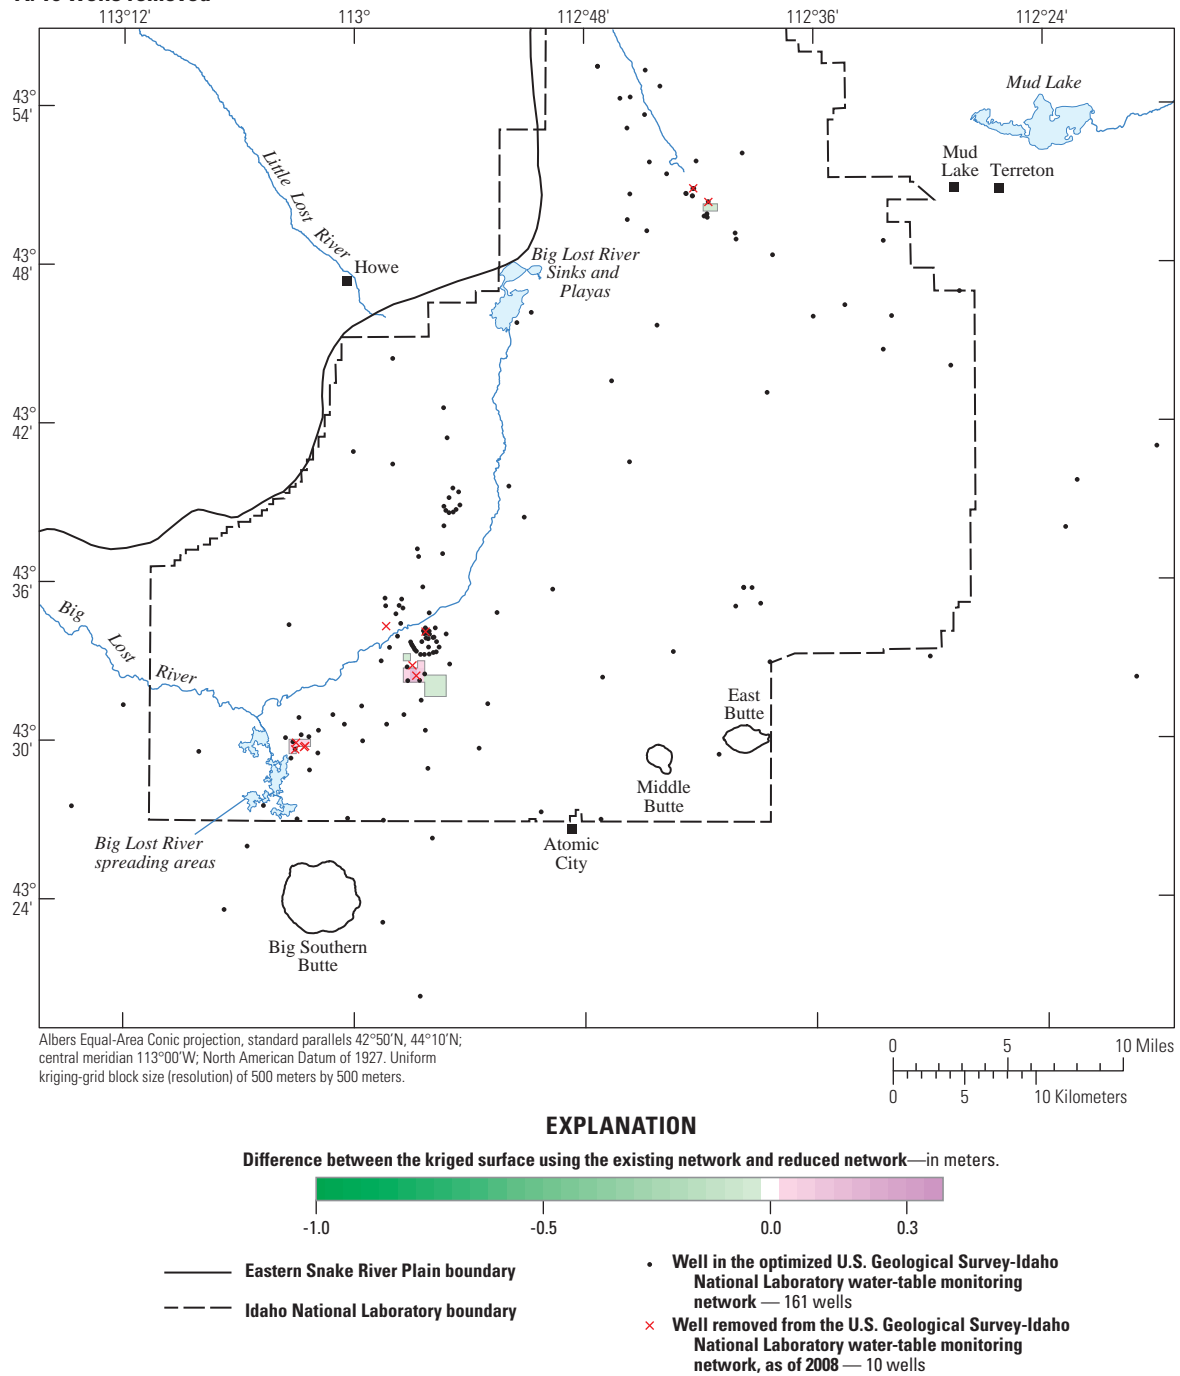 113°12'
113°
112°48'
112°36'
112°24'
43°
54'
43°
48'
43°
42'
43°
36'
43°
30'
43°
24'
Mud Lake
Mud
Lake
Terreton
Little Lost River
Howe
Big Lost River
Sinks and
Playas
Big Lost River
East
Butte
Middle
Butte
Big Lost River
spreading areas
Atomic
City
Big Southern
Butte
Albers Equal-Area Conic projection, standard parallels 42°50'N, 44°10'N;
central meridian 113°00'W; North American Datum of 1927. Uniform
kriging-grid block size (resolution) of 500 meters by 500 meters.
0 5 10 Miles
0 5 10 Kilometers
EXPLANATION
Difference between the kriged surface using the existing network and reduced network—in meters.
-1.0 -0.5 0.0 0.3
Eastern Snake River Plain boundary
Idaho National Laboratory boundary
Well in the optimized U.S. Geological Survey-Idaho
National Laboratory water-table monitoring
network — 161 wells
Well removed from the U.S. Geological Survey-Idaho
National Laboratory water-table monitoring
network, as of 2008 — 10 wells